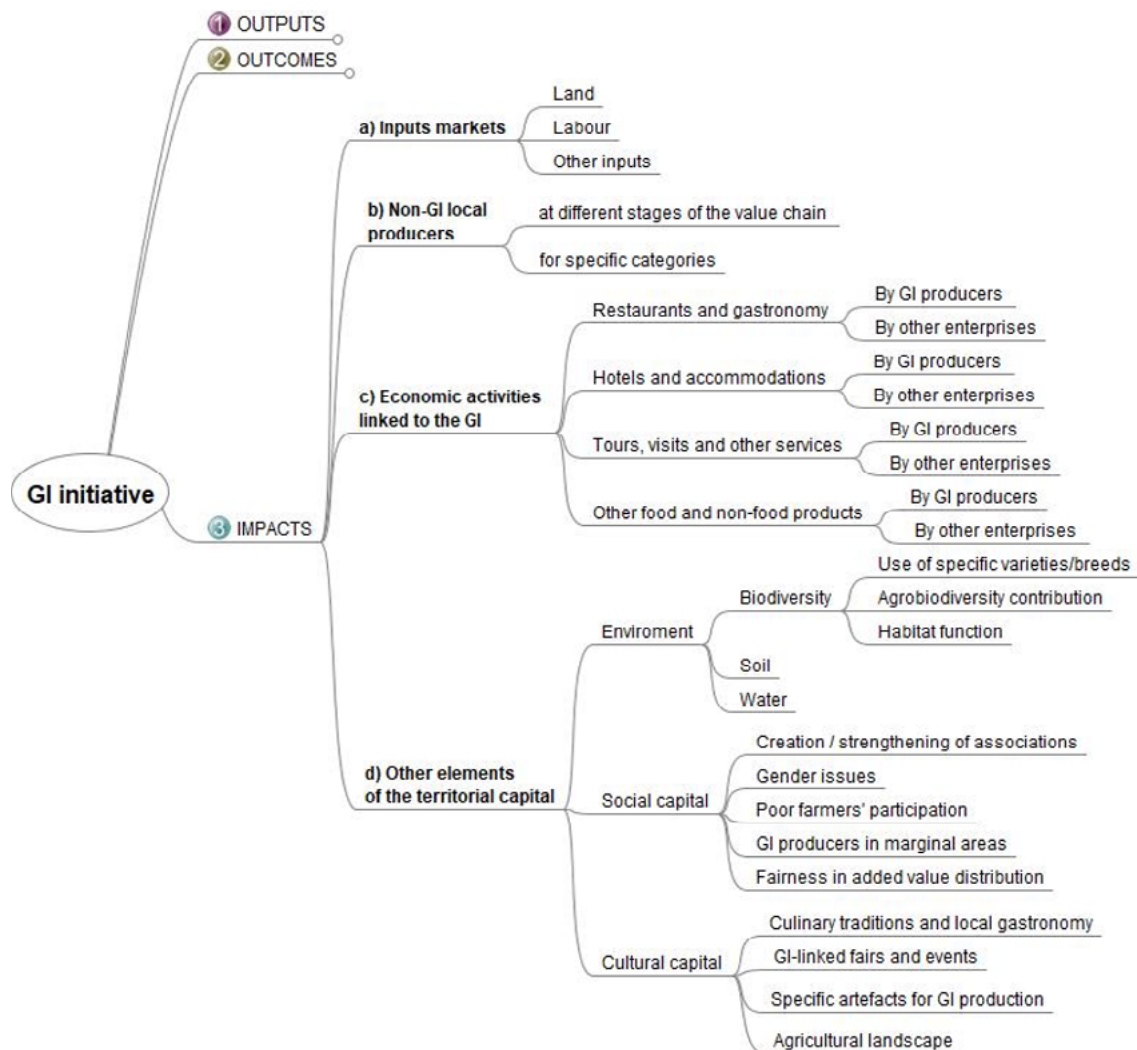 1 OUTPUTS
2 OUTCOMES
GI initiative
3 IMPACTS
a) Inputs markets
Land
Labour
Other inputs
b) Non-GI local
producers
at different stages of the value chain
for specific categories
c) Economic activities
linked to the GI
Restaurants and gastronomy
By GI producers
By other enterprises
Hotels and accommodations
By GI producers
By other enterprises
Tours, visits and other services
By GI producers
By other enterprises
Other food and non-food products
By GI producers
By other enterprises
d) Other elements
of the territorial capital
Enviroment
Biodiversity
Use of specific varieties/breeds
Agrobiodiversity contribution
Habitat function
Soil
Water
Social capital
Creation / strengthening of associations
Gender issues
Poor farmers' participation
GI producers in marginal areas
Fairness in added value distribution
Cultural capital
Culinary traditions and local gastronomy
GI-linked fairs and events
Specific artefacts for GI production
Agricultural landscape